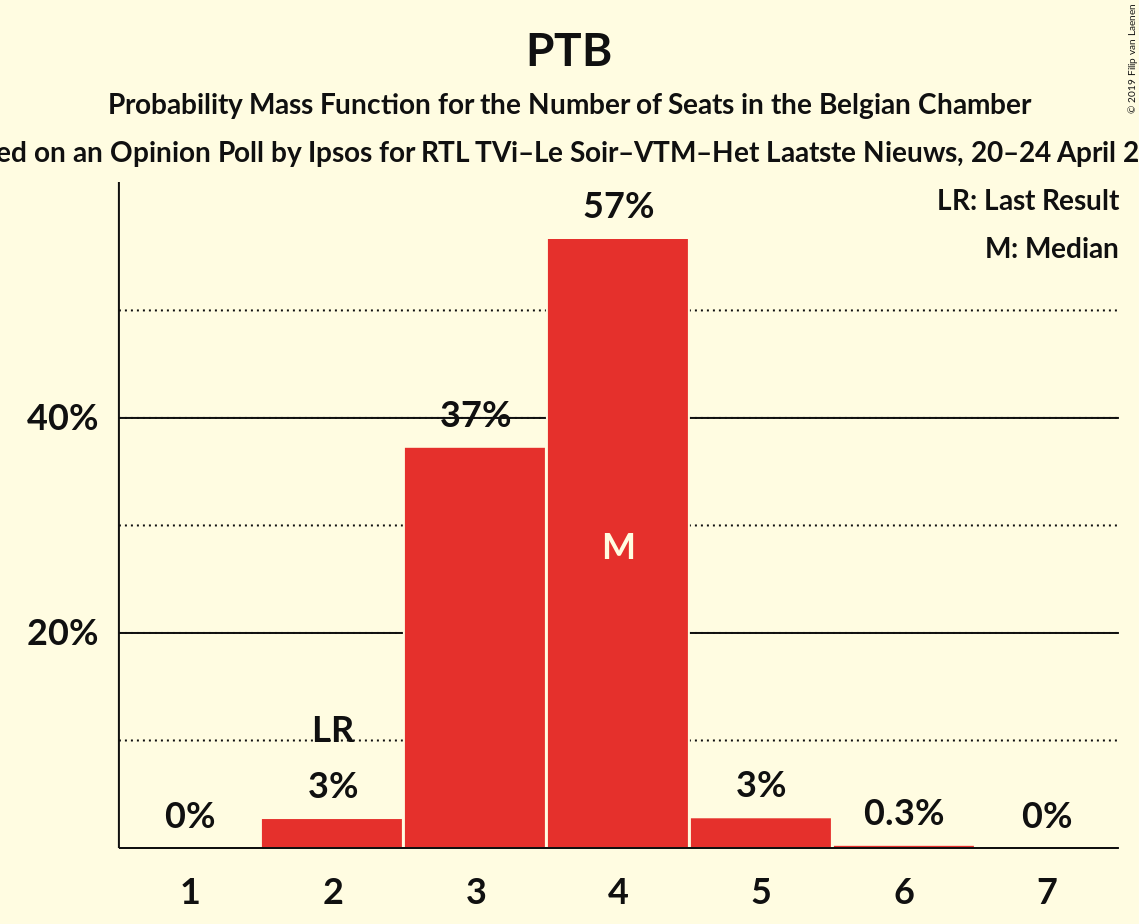 PTB
Probability Mass Function for the Number of Seats in the Belgian Chamber
ed on an Opinion Poll by Ipsos for RTL TVi–Le Soir–VTM–Het Laatste Nieuws, 20–24 April 2
© 2019 Filip van Laenen
LR: Last Result
M: Median
57%
40%
37%
M
20%
LR
3%
3%
0%
0.3%
0%
1 2 3 4 5 6 7